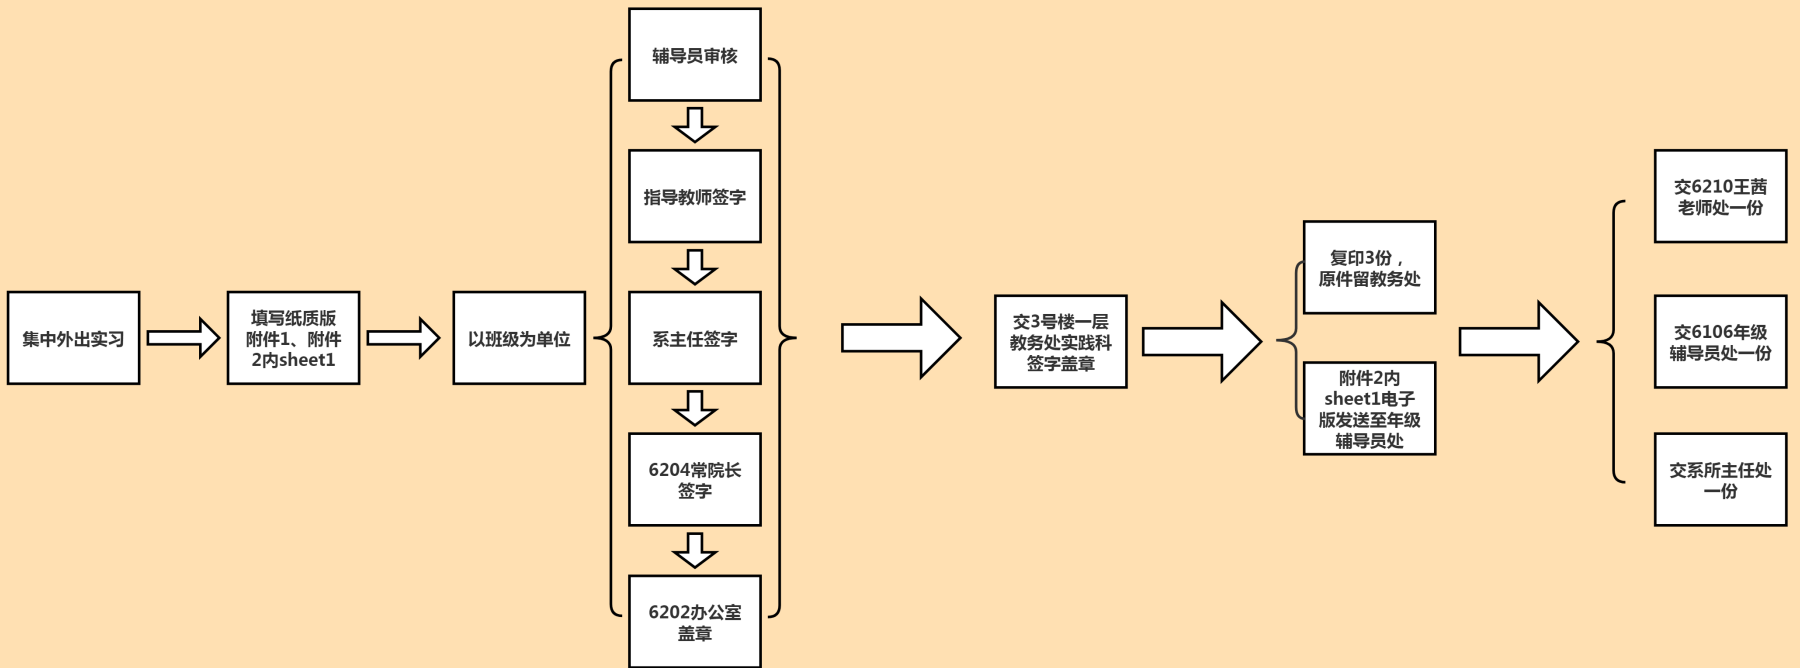 集中外出实习
填写纸质版
附件1、附件
2内sheet1
以班级为单位
辅导员审核
指导教师签字
系主任签字
6204常院长
签字
6202办公室
盖章
交3号楼一层
教务处实践科
签字盖章
复印3份，
原件留教务处
附件2内
sheet1电子
版发送至年级
辅导员处
交6210王茜
老师处一份
交6106年级
辅导员处一份
交系所主任处
一份